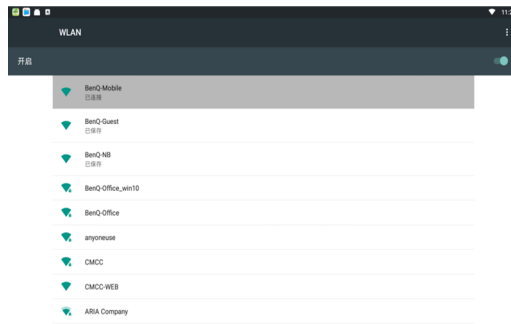 WLAN
开启
BenQ-Mobile
已连接
BenQ-Guest
已保存
BenQ-NB
已保存
BenQ-Office_win10
BenQ-Office
anyoneuse
CMCC
CMCC-WEB
ARIA Company